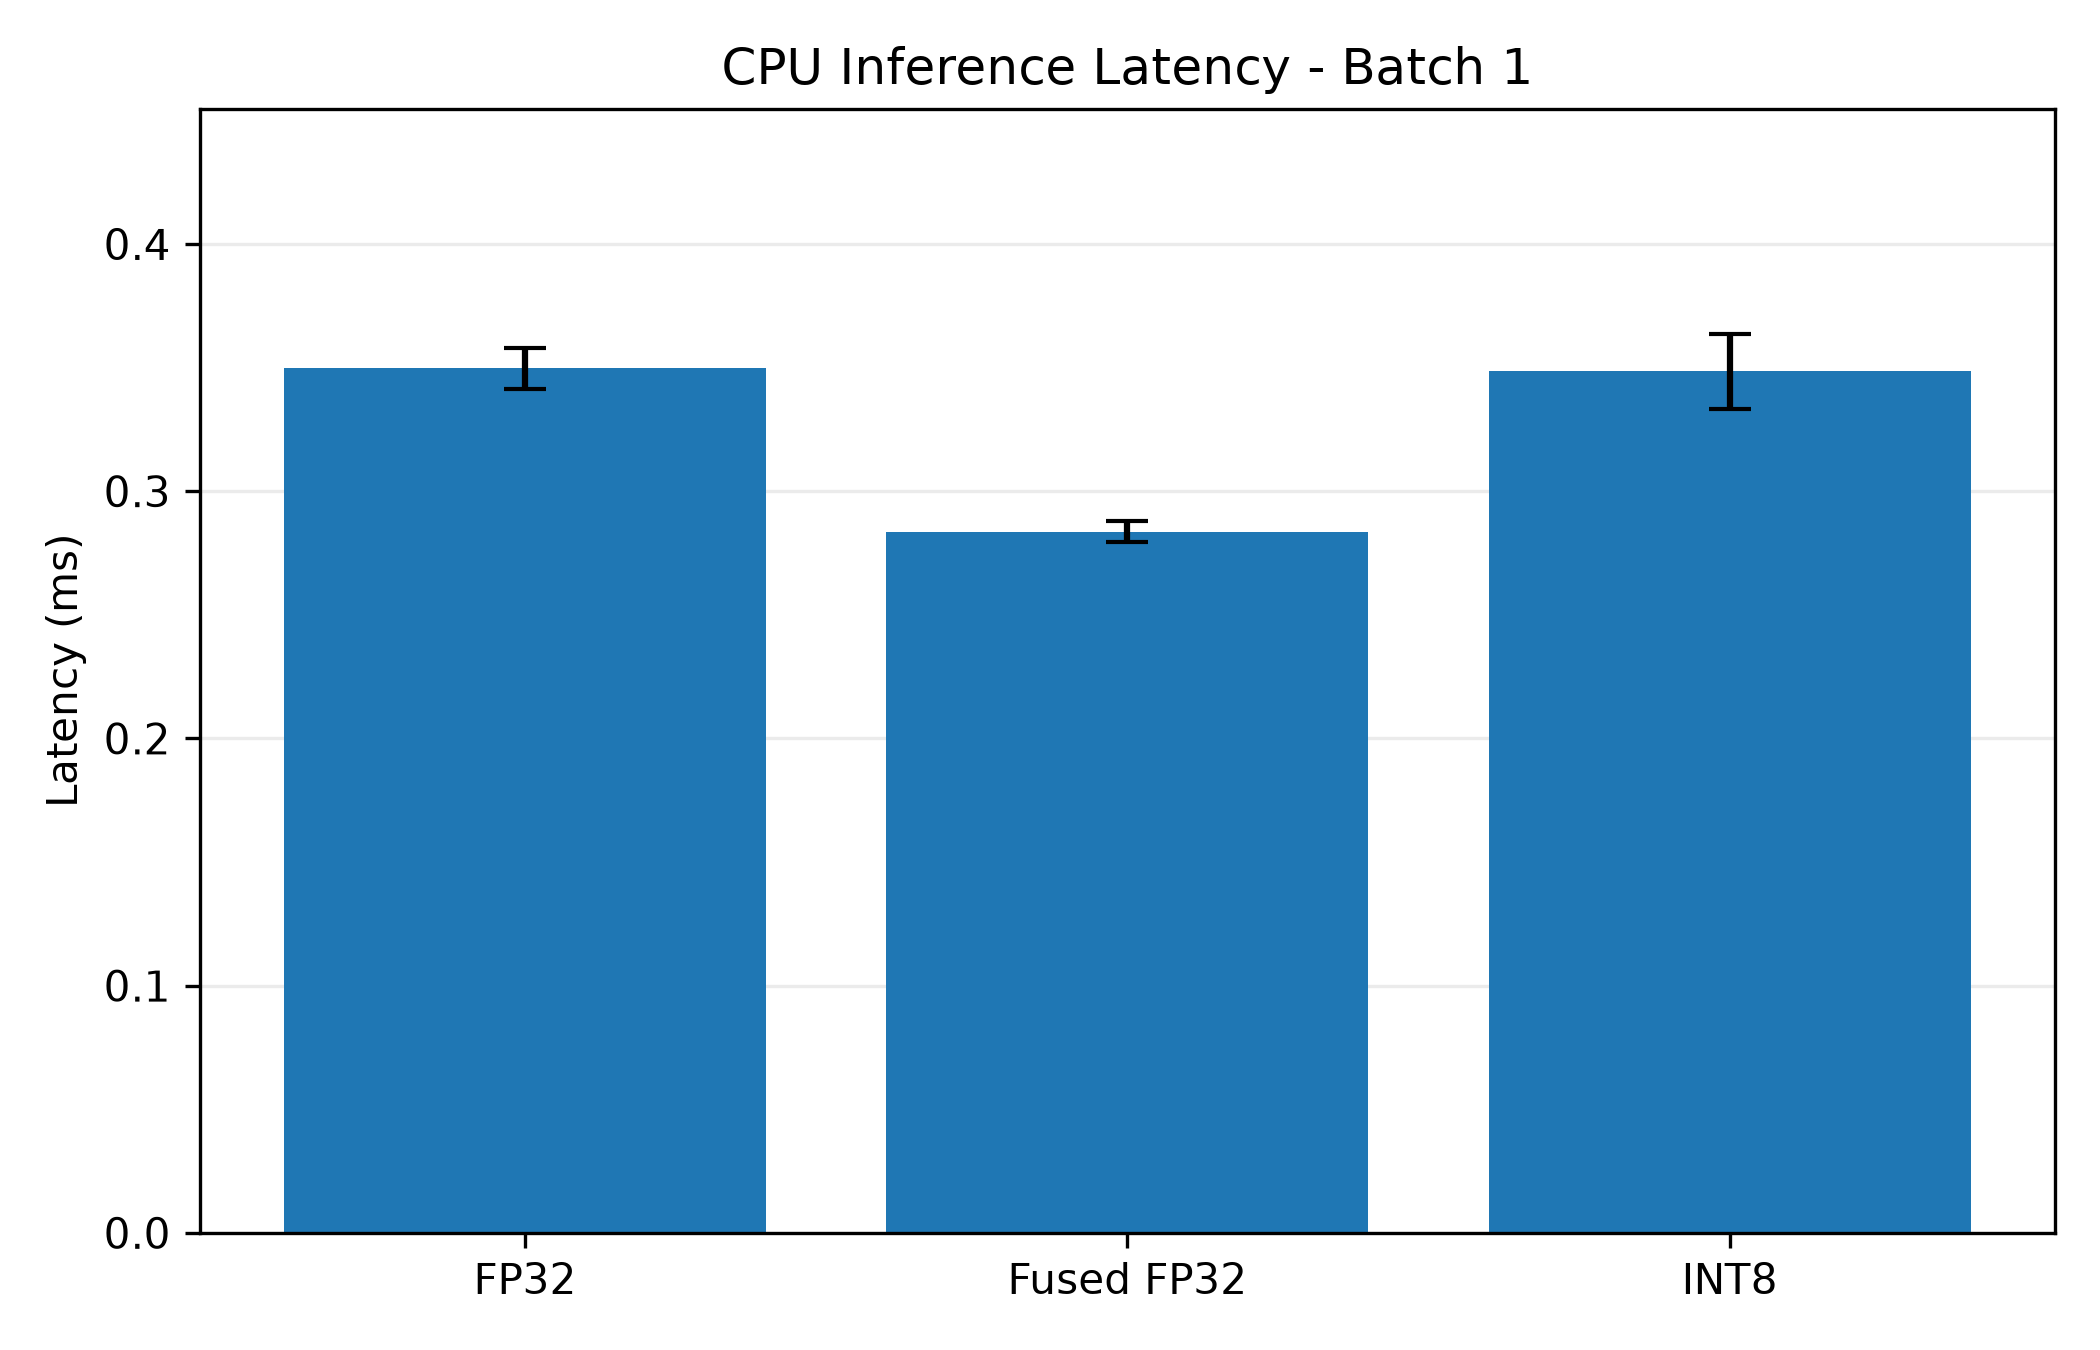 CPU Inference Latency - Batch 1
Latency (ms)
0.4
0.3
0.2
0.1
0.0
FP32
Fused FP32
INT8